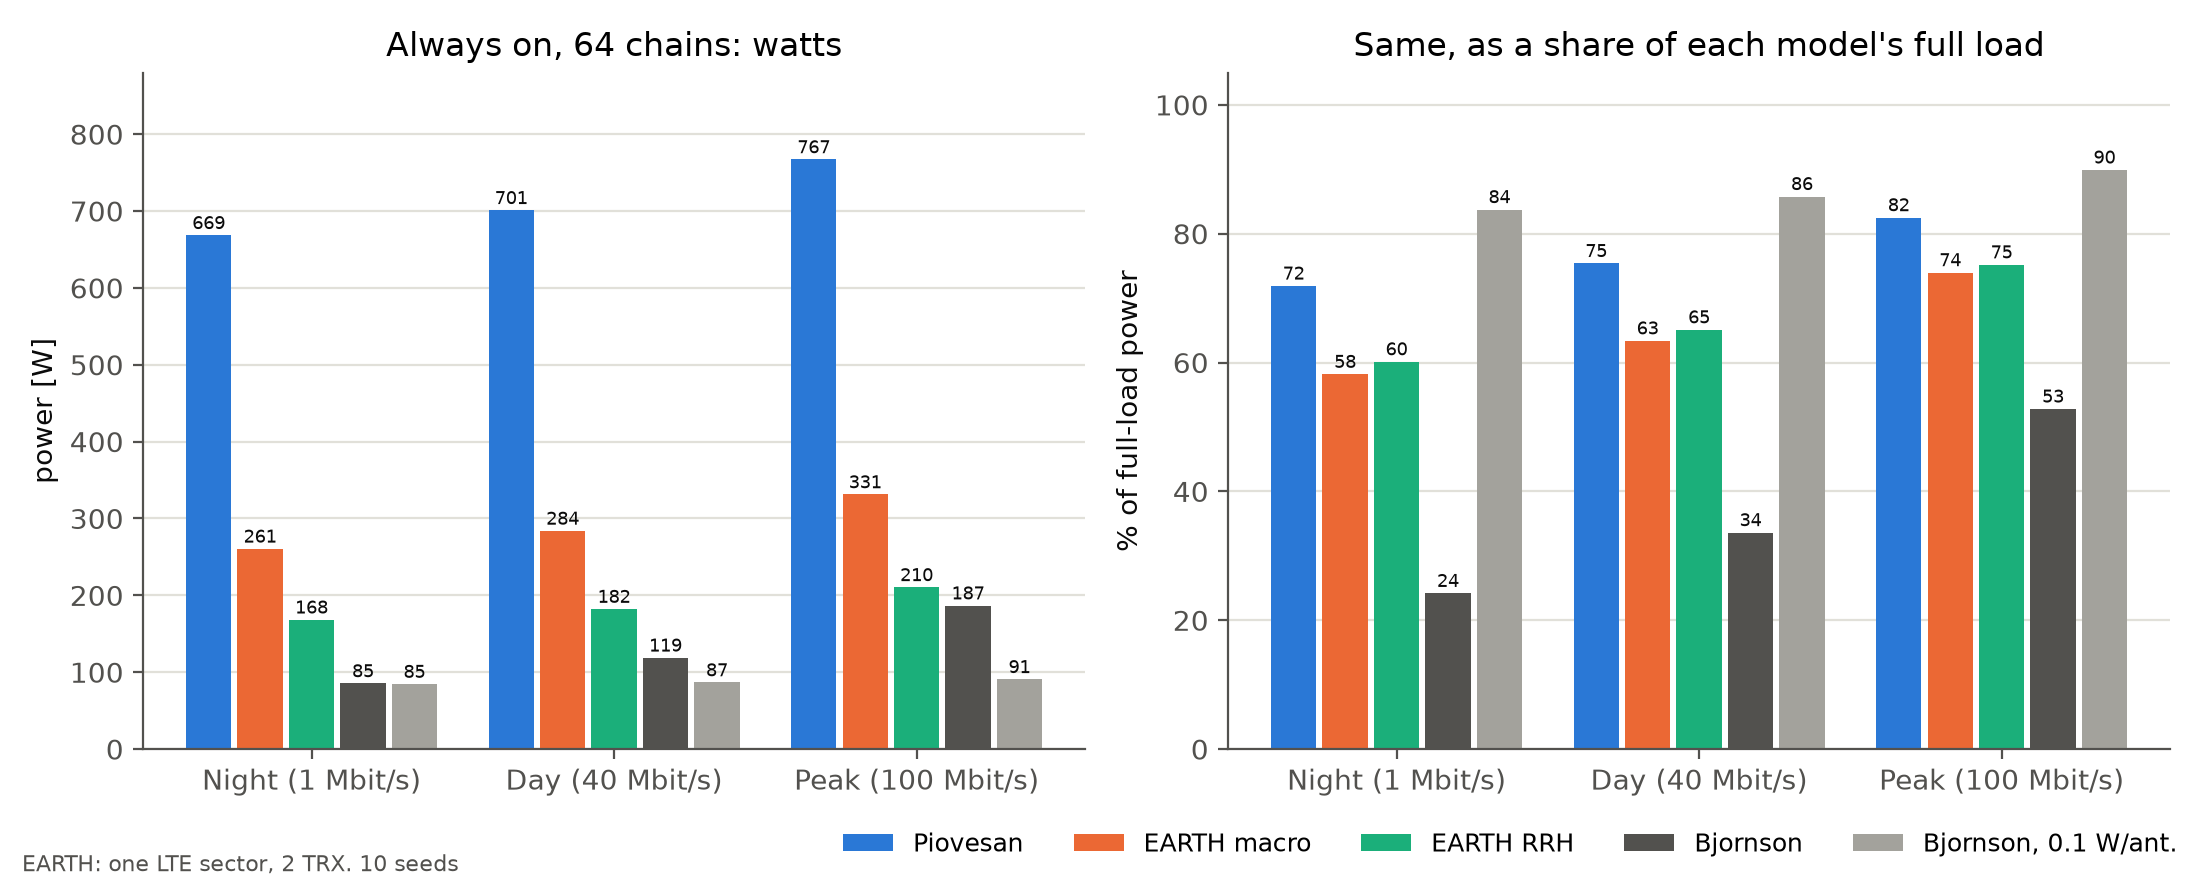 Always on, 64 chains: watts
power [W]
800
700
600
500
400
300
200
100
0
669
261
168
85
85
701
284
182
119
87
767
331
210
187
91
Night (1 Mbit/s)
Day (40 Mbit/s)
Peak (100 Mbit/s)
Same, as a share of each model's full load
% of full-load power
100
80
60
40
20
0
72
58
60
24
84
75
63
65
34
86
82
74
75
53
90
Night (1 Mbit/s)
Day (40 Mbit/s)
Peak (100 Mbit/s)
Piovesan
EARTH macro
EARTH RRH
Bjornson
Bjornson, 0.1 W/ant.
EARTH: one LTE sector, 2 TRX. 10 seeds